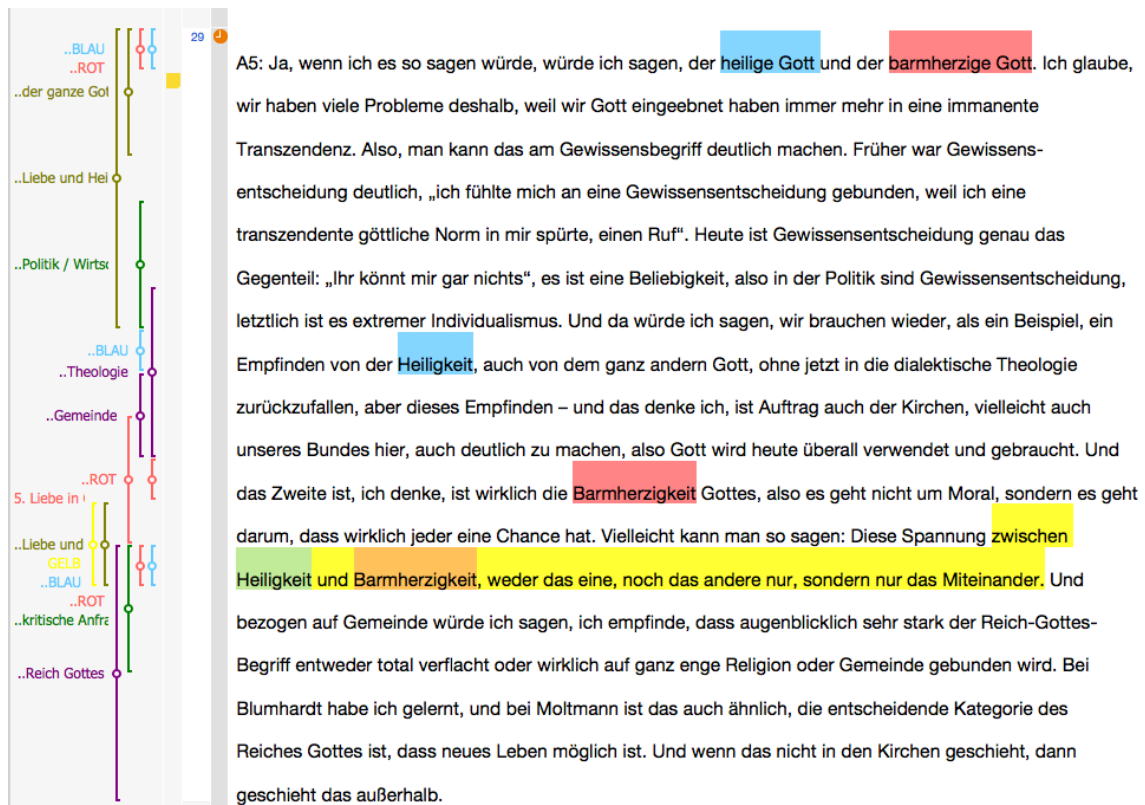 ..BLAU
..ROT
..der ganze Got
..Liebe und Hei
..Politik / Wirtsc
..BLAU
..Theologie
..Gemeinde
..ROT
5. Liebe in
..Liebe und
GELB
..BLAU
..ROT
..kritische Anfra
..Reich Gottes
29
A5: Ja, wenn ich es so sagen würde, würde ich sagen, der heilige Gott und der barmherzige Gott. Ich glaube,
wir haben viele Probleme deshalb, weil wir Gott eingeebnet haben immer mehr in eine immanente
Transzendenz. Also, man kann das am Gewissensbegriff deutlich machen. Früher war Gewissens-
entscheidung deutlich, „ich fühlte mich an eine Gewissensentscheidung gebunden, weil ich eine
transzendente göttliche Norm in mir spürte, einen Ruf“. Heute ist Gewissensentscheidung genau das
Gegenteil: „Ihr könnt mir gar nichts“, es ist eine Beliebigkeit, also in der Politik sind Gewissensentscheidung,
letztlich ist es extremer Individualismus. Und da würde ich sagen, wir brauchen wieder, als ein Beispiel, ein
Empfinden von der Heiligkeit, auch von dem ganz andern Gott, ohne jetzt in die dialektische Theologie
zurückzufallen, aber dieses Empfinden – und das denke ich, ist Auftrag auch der Kirchen, vielleicht auch
unseres Bundes hier, auch deutlich zu machen, also Gott wird heute überall verwendet und gebraucht. Und
das Zweite ist, ich denke, ist wirklich die Barmherzigkeit Gottes, also es geht nicht um Moral, sondern es geht
darum, dass wirklich jeder eine Chance hat. Vielleicht kann man so sagen: Diese Spannung zwischen
Heiligkeit und Barmherzigkeit, weder das eine, noch das andere nur, sondern nur das Miteinander. Und
bezogen auf Gemeinde würde ich sagen, ich empfinde, dass augenblicklich sehr stark der Reich-Gottes-
Begriff entweder total verflacht oder wirklich auf ganz enge Religion oder Gemeinde gebunden wird. Bei
Blumhardt habe ich gelernt, und bei Moltmann ist das auch ähnlich, die entscheidende Kategorie des
Reiches Gottes ist, dass neues Leben möglich ist. Und wenn das nicht in den Kirchen geschieht, dann
geschieht das außerhalb.